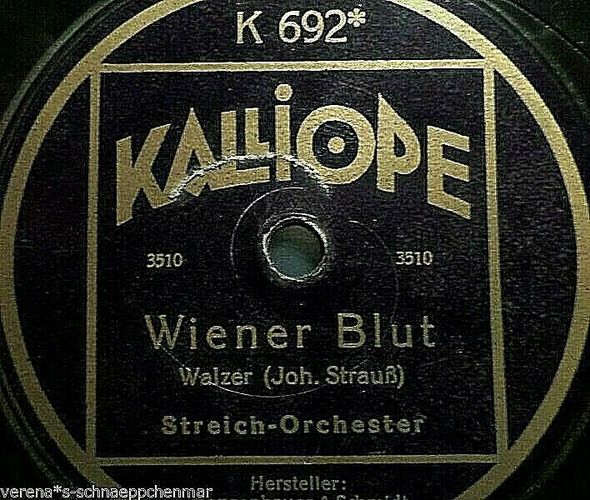 K 692*
KALLIOPE
3510 3510
Wiener Blut
Walzer (Joh. Strauß)
Streich-Orchester
Hersteller:
verena*s-schnaeppchenmar